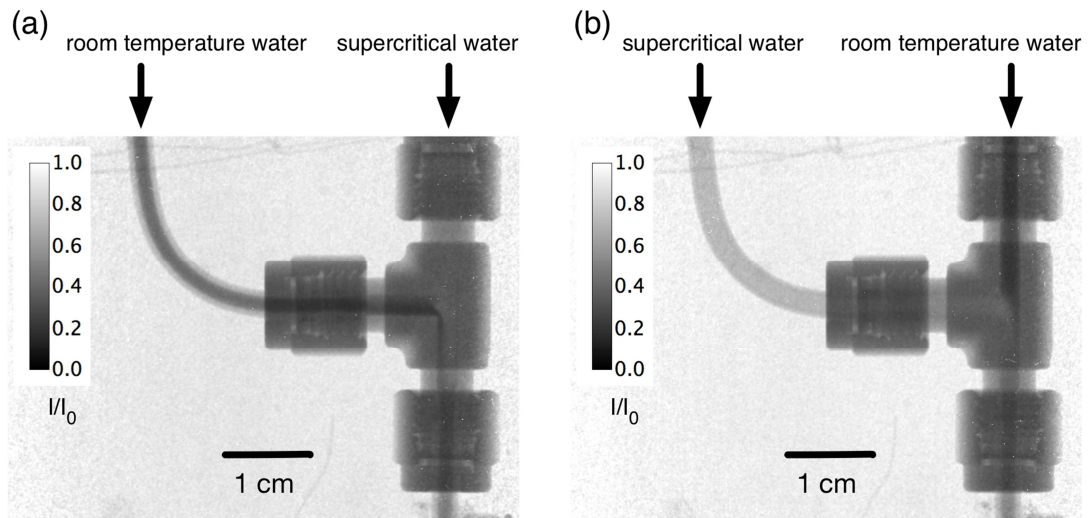 (a)
room temperature water
supercritical water
1.0
0.8
0.6
0.4
0.2
0.0
I/I0
1 cm
(b)
supercritical water
room temperature water
1.0
0.8
0.6
0.4
0.2
0.0
I/I0
1 cm